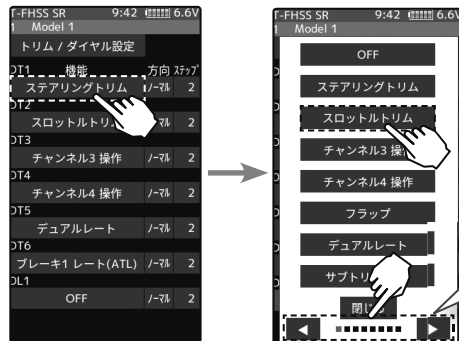 T-FHSS SR 9:42 6.6V
1 Model 1
トリム / ダイヤル設定
DT1 機能 方向 ステップ
ステアリングトリム ノーマル 2
DT2
スロットルトリ ノーマル 2
DT3
チャンネル3 操作 ノーマル 2
DT4
チャンネル4 操作 ノーマル 2
DT5
デュアルレート ノーマル 2
DT6
ブレーキ1 レート(ATL) ノーマル 2
DL1
OFF ノーマル 2
T-FHSS SR 9:42 6.6V
1 Model 1
OFF
ステアリングトリム
スロットルトリム
チャンネル3 操
チャンネル4 操作
フラップ
デュアルレート
サブトリ
閉じ